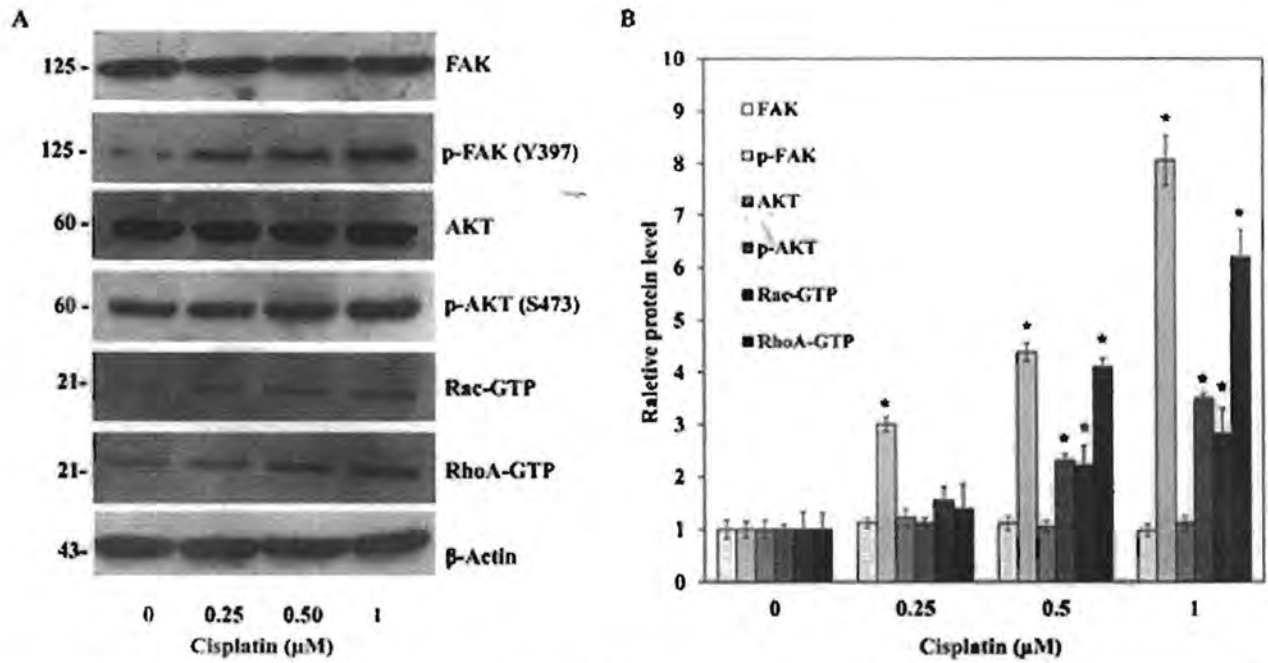 A
125- FAK
125- p-FAK (Y397)
60- AKT
60- p-AKT (S473)
21- Rac-GTP
21- RhoA-GTP
43- β-Actin
0 0.25 0.50 1
Cisplatin (µM)
B
Raletive protein level
10
9
8
7
6
5
4
3
2
1
0
FAK
p-FAK
AKT
p-AKT
Rac-GTP
RhoA-GTP
*
* * * *
* * * *
0 0.25 0.5 1
Cisplatin (µM)